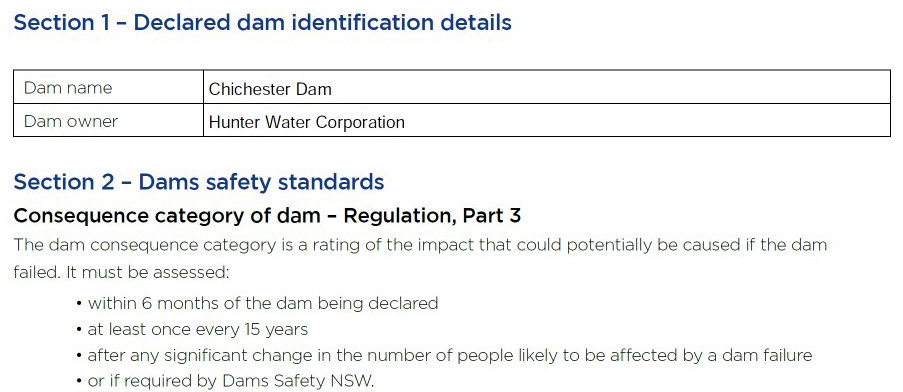 Section 1 – Declared dam identification details
Dam name Chichester Dam
Dam owner Hunter Water Corporation
Section 2 – Dams safety standards
Consequence category of dam – Regulation, Part 3
The dam consequence category is a rating of the impact that could potentially be caused if the dam
failed. It must be assessed:
• within 6 months of the dam being declared
• at least once every 15 years
• after any significant change in the number of people likely to be affected by a dam failure
• or if required by Dams Safety NSW.